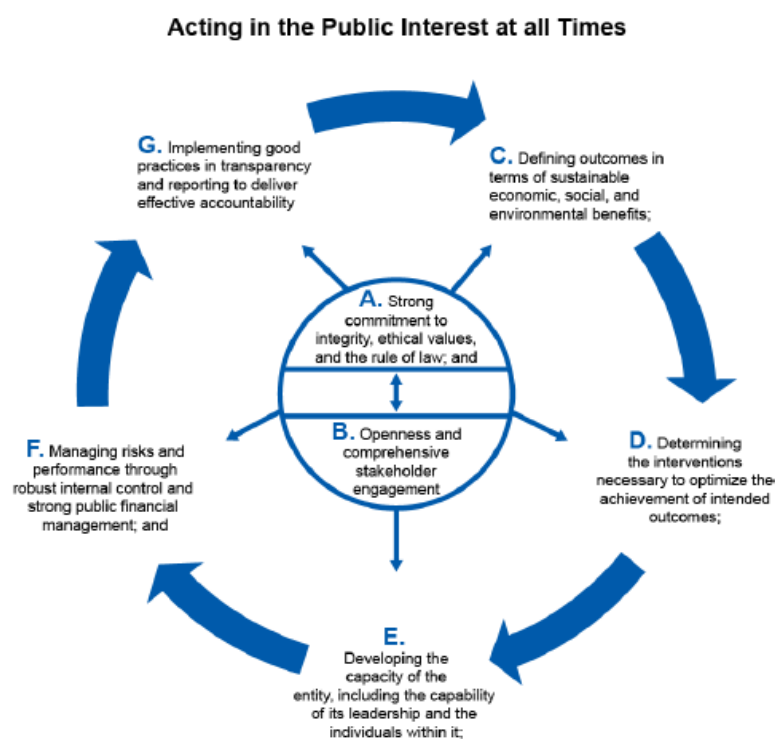 Acting in the Public Interest at all Times
G. Implementing good
practices in transparency
and reporting to deliver
effective accountability
C. Defining outcomes in
terms of sustainable
economic, social, and
environmental benefits;
A. Strong
commitment to
integrity, ethical values,
and the rule of law; and
B. Openness and
comprehensive
stakeholder
engagement
F. Managing risks and
performance through
robust internal control and
strong public financial
management; and
D. Determining
the interventions
necessary to optimize the
achievement of intended
outcomes;
E.
Developing the
capacity of the
entity, including the capability
of its leadership and the
individuals within it;